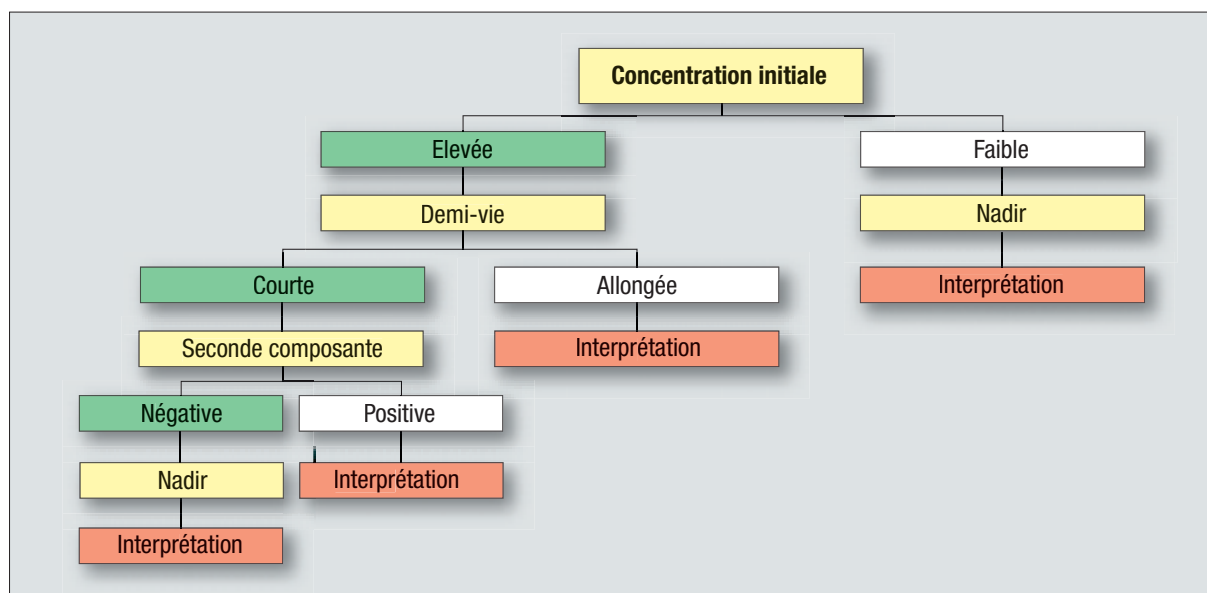 Concentration initiale
Elevée
Faible
Demi-vie
Nadir
Courte
Allongée
Interprétation
Seconde composante
Interprétation
Négative
Positive
Nadir
Interprétation
Interprétation